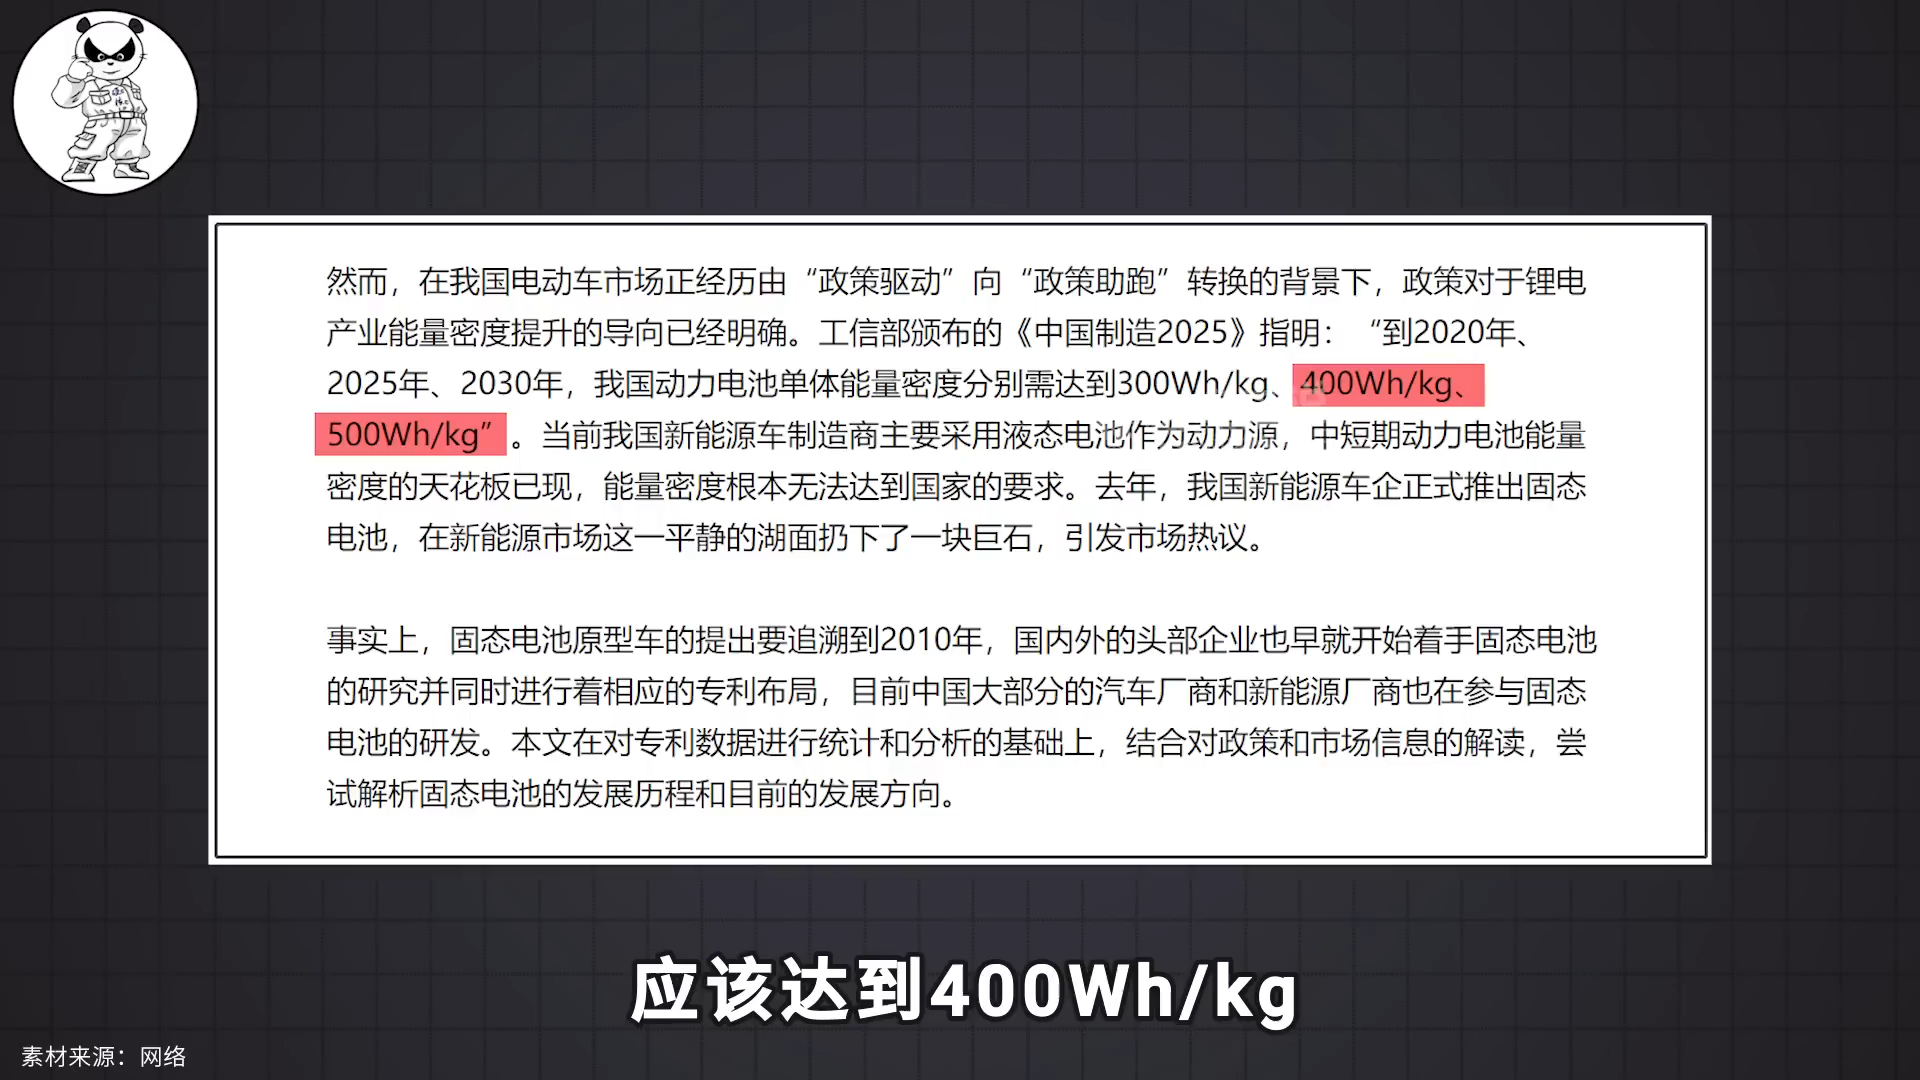 然而，在我国电动车市场正经历由“政策驱动”向“政策助跑”转换的背景下，政策对于锂电
产业能量密度提升的导向已经明确。工信部颁布的《中国制造2025》指明：“到2020年、
2025年、2030年，我国动力电池单体能量密度分别需达到300Wh/kg、400Wh/kg、
500Wh/kg”。当前我国新能源车制造商主要采用液态电池作为动力源，中短期动力电池能量
密度的天花板已现，能量密度根本无法达到国家的要求。去年，我国新能源车企正式推出固态
电池，在新能源市场这一平静的湖面扔下了一块巨石，引发市场热议。
事实上，固态电池原型车的提出要追溯到2010年，国内外的头部企业也早就开始着手固态电池
的研究并同时进行着相应的专利布局，目前中国大部分的汽车厂商和新能源厂商也在参与固态
电池的研发。本文在对专利数据进行统计和分析的基础上，结合对政策和市场信息的解读，尝
试解析固态电池的发展历程和目前的发展方向。
应该达到400Wh/kg
素材来源：网络